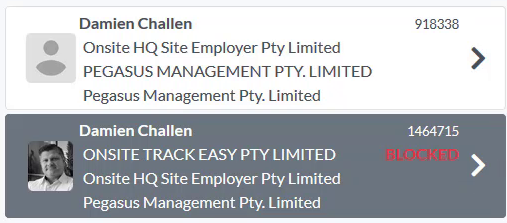 Damien Challen 918338
Onsite HQ Site Employer Pty Limited
PEGASUS MANAGEMENT PTY. LIMITED
Pegasus Management Pty. Limited
Damien Challen 1464715
ONSITE TRACK EASY PTY LIMITED BLOCKED
Onsite HQ Site Employer Pty Limited
Pegasus Management Pty. Limited